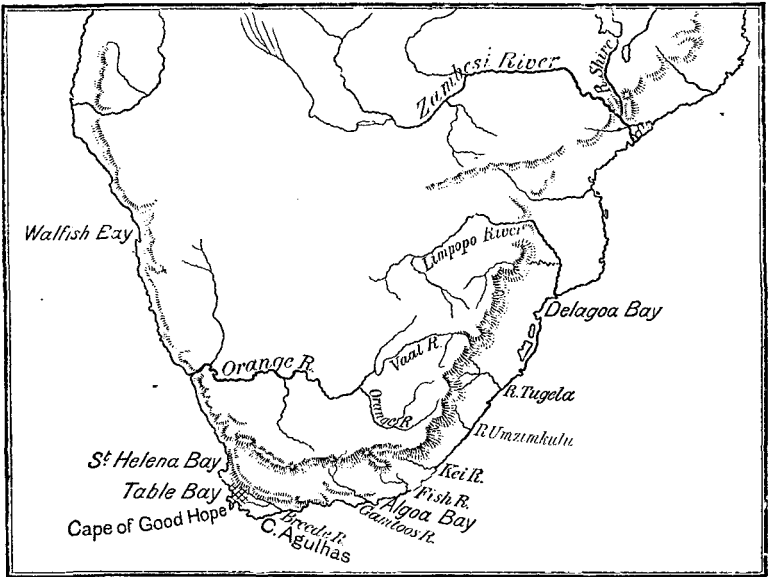 Zambesi River
R. Shire
Walfish Bay
Limpopo River
Delagoa Bay
Orange R.
Vaal R.
Orange R.
R. Tugela
R. Umzimkulu
St. Helena Bay
Kei R.
Table Bay
Fish R.
Algoa Bay
Cape of Good Hope
Gamtoos R.
Breede R.
C. Agulhas